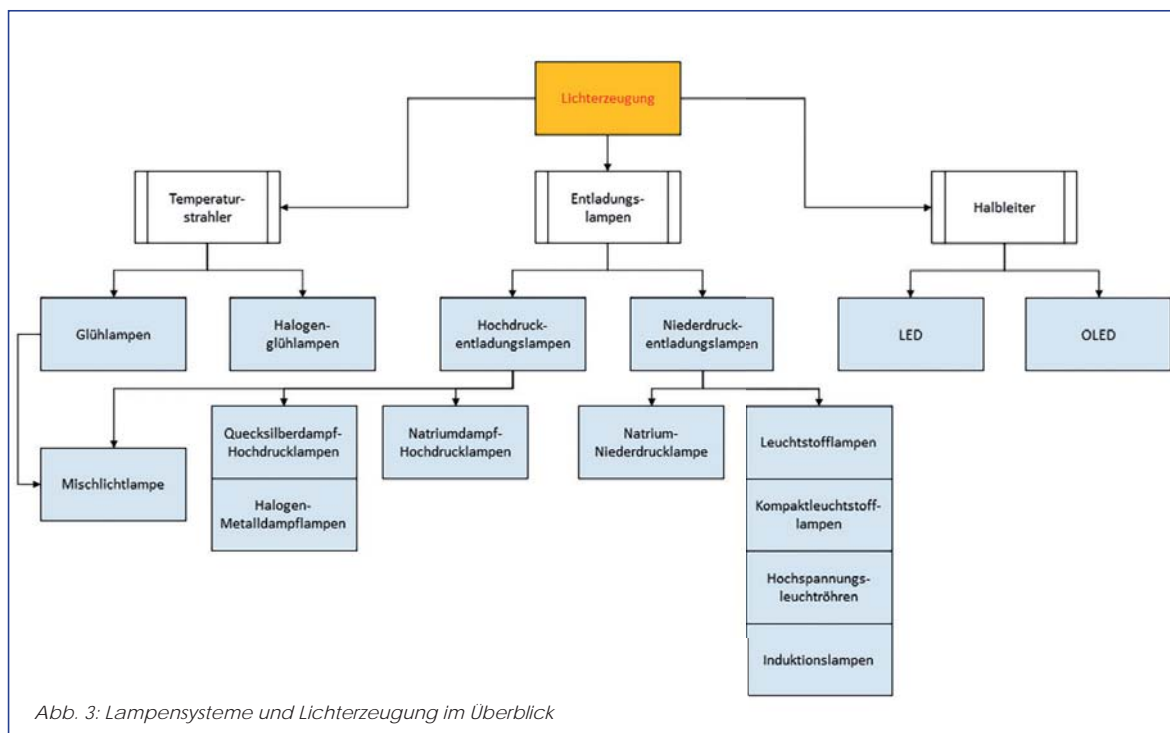 Lichterzeugung
Temperatur-
strahler
Entladungs-
lampen
Halbleiter
Glühlampen
Halogen-
glühlampen
Hochdruck-
entladungslampen
Niederdruck-
entladungslampen
LED
OLED
Mischlichtlampe
Quecksilberdampf-
Hochdrucklampen
Halogen-
Metalldampflampen
Natriumdampf-
Hochdrucklampen
Natrium-
Niederdrucklampe
Leuchtstofflampen
Kompaktleuchtstoff-
lampen
Hochspannungs-
leuchtröhren
Induktionslampen
Abb. 3: Lampensysteme und Lichterzeugung im Überblick